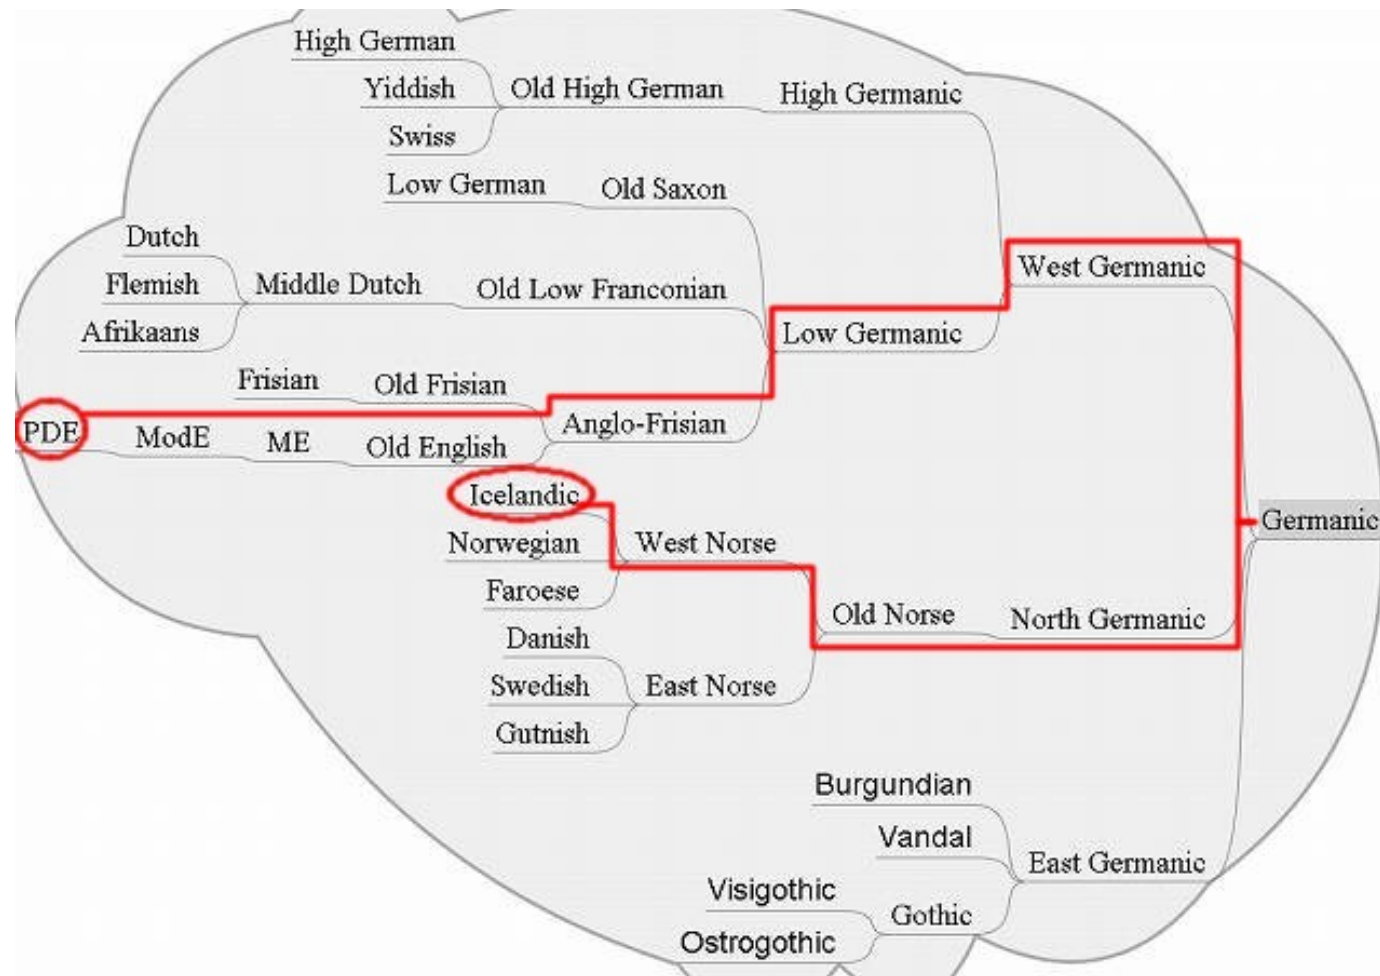 High German
Yiddish
Old High German
High Germanic
Swiss
Low German
Old Saxon
Dutch
Flemish
Middle Dutch
Old Low Franconian
West Germanic
Afrikaans
Low Germanic
Frisian
Old Frisian
PDE
ModE
ME
Old English
Anglo-Frisian
Icelandic
Norwegian
West Norse
Germanic
Faroese
Old Norse
North Germanic
Danish
Swedish
East Norse
Gutnish
Burgundian
Vandal
East Germanic
Visigothic
Gothic
Ostrogothic